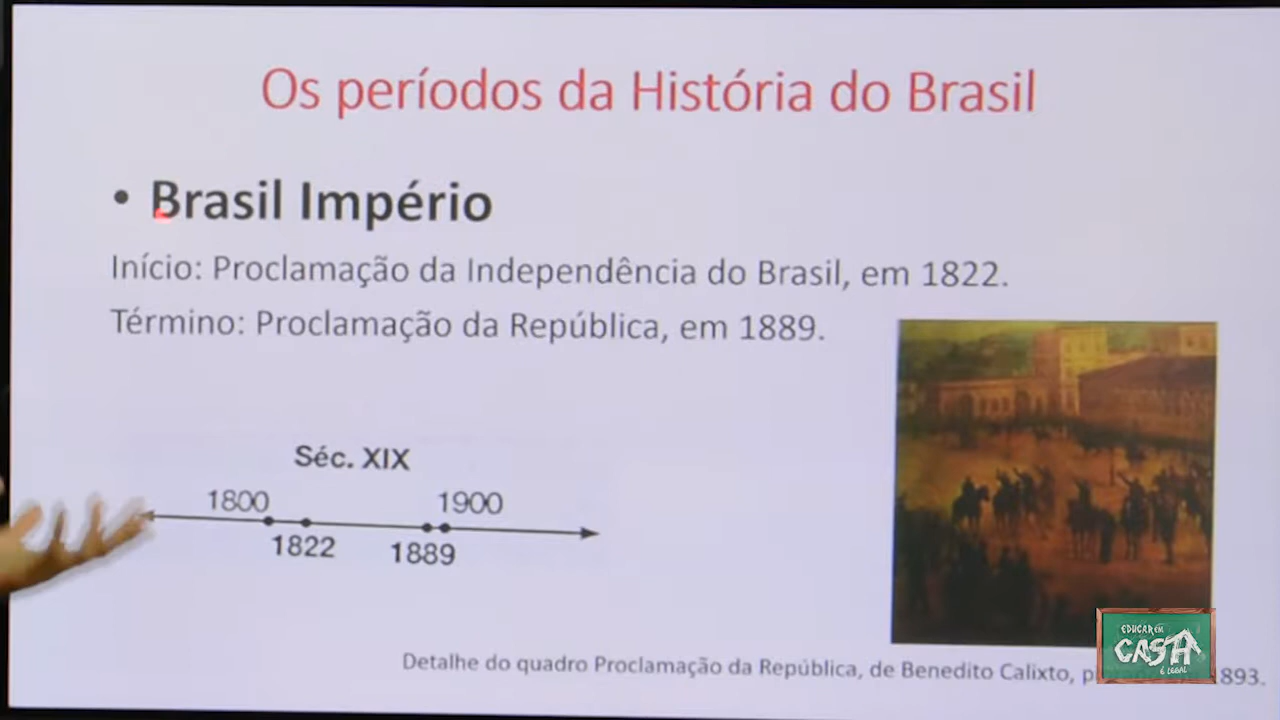 Os períodos da História do Brasil
• Brasil Império
Início: Proclamação da Independência do Brasil, em 1822.
Término: Proclamação da República, em 1889.
Séc. XIX
1800 1900
1822 1889
Detalhe do quadro Proclamação da República, de Benedito Calixto, 893.
EDUCAR EM
CASA
É LEGAL